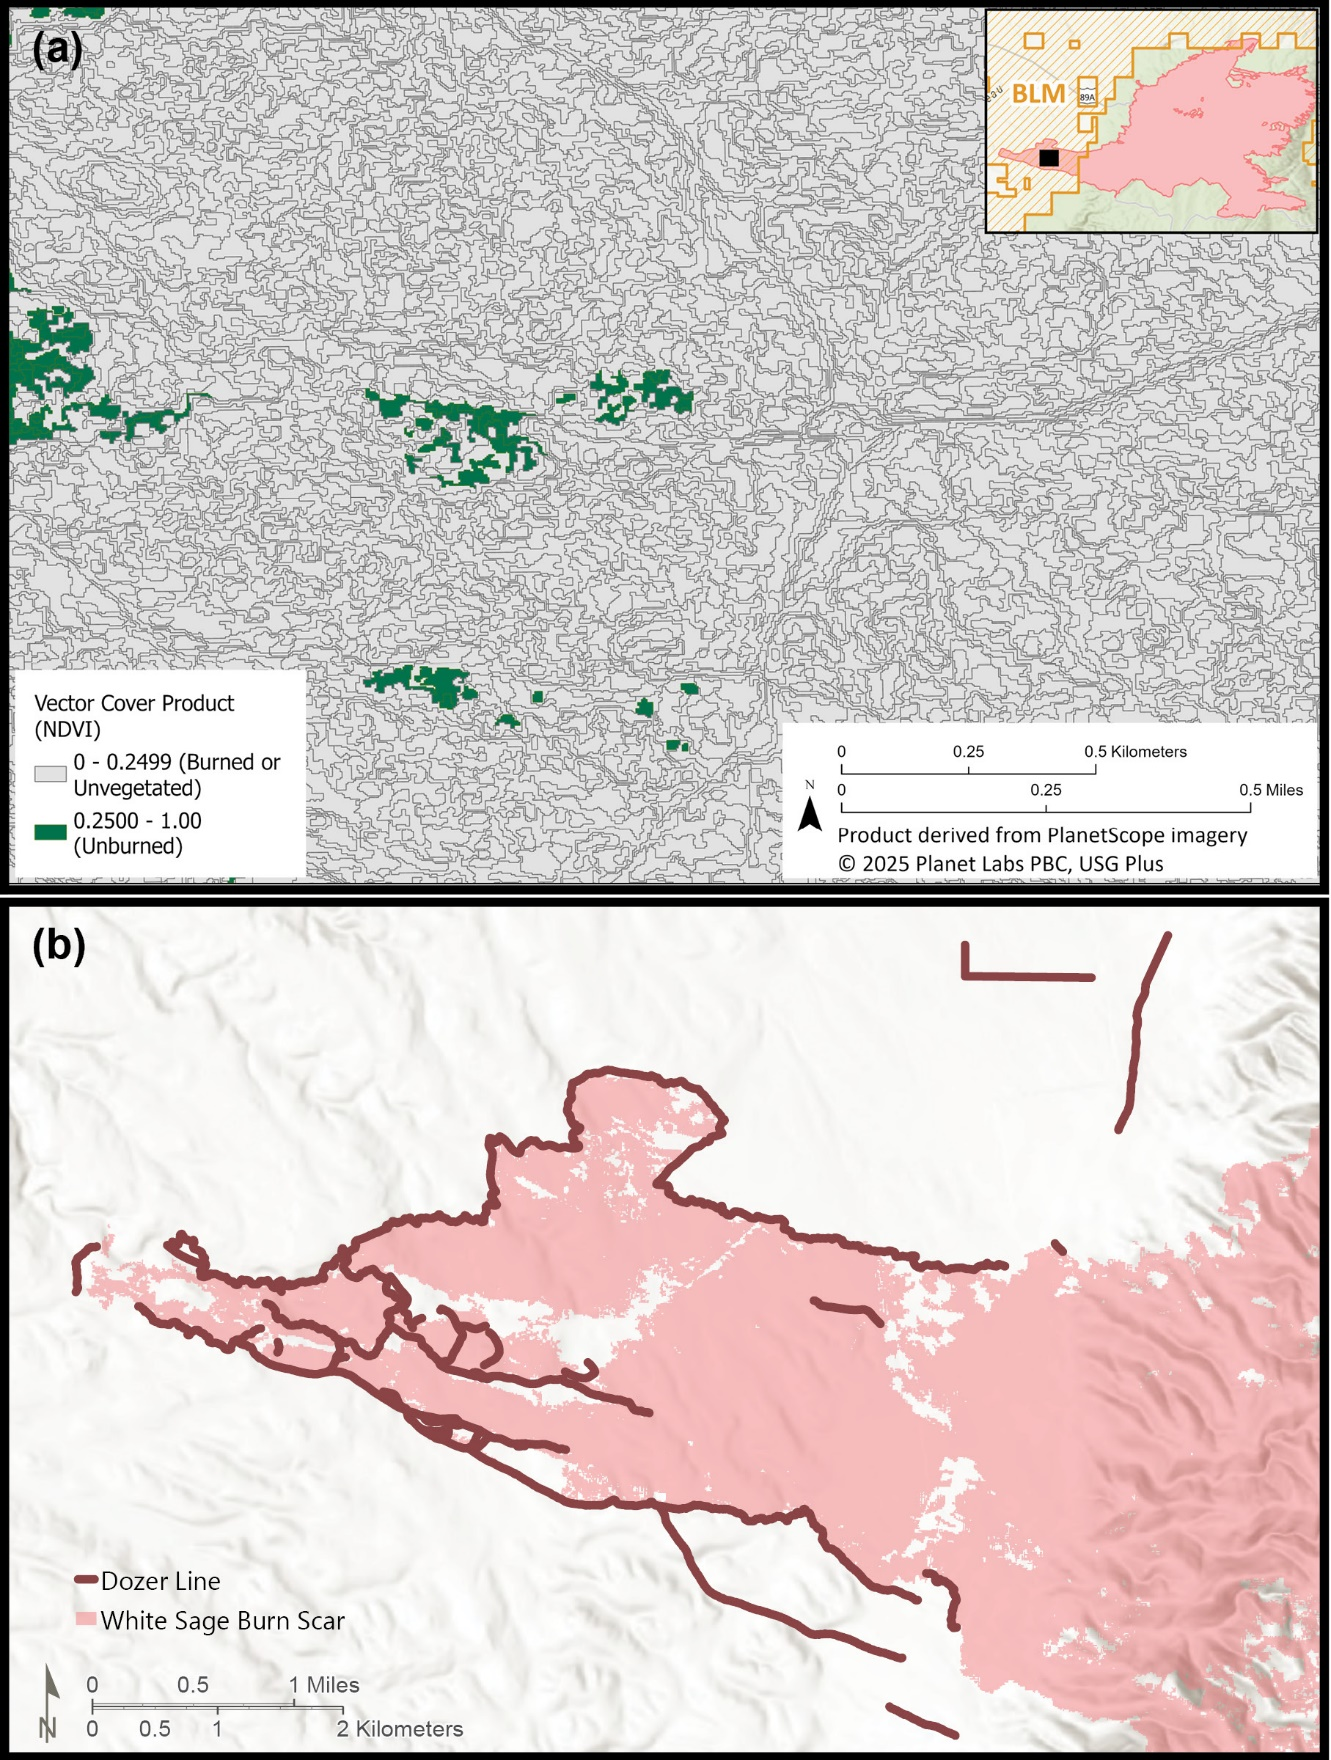 (a)
BLM
89A
eau
Vector Cover Product
(NDVI)
0 - 0.2499 (Burned or
Unvegetated)
0.2500 - 1.00
(Unburned)
0 0.25 0.5 Kilometers
0 0.25 0.5 Miles
N
Product derived from PlanetScope imagery
© 2025 Planet Labs PBC, USG Plus
(b)
Dozer Line
White Sage Burn Scar
0 0.5 1 Miles
0 0.5 1 2 Kilometers
N